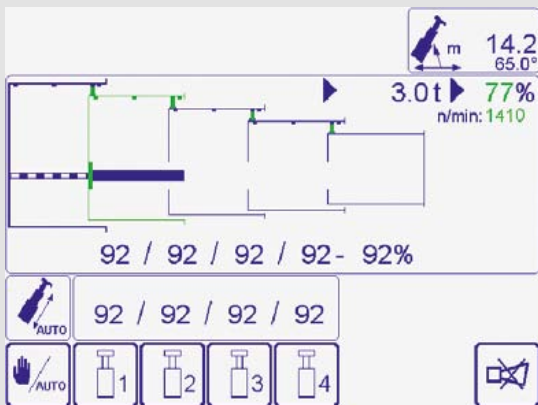 m 14.2
65.0°
3.0t 77%
n/min: 1410
92 / 92 / 92 / 92- 92%
AUTO 92 / 92 / 92 / 92
/AUTO 1 2 3 4